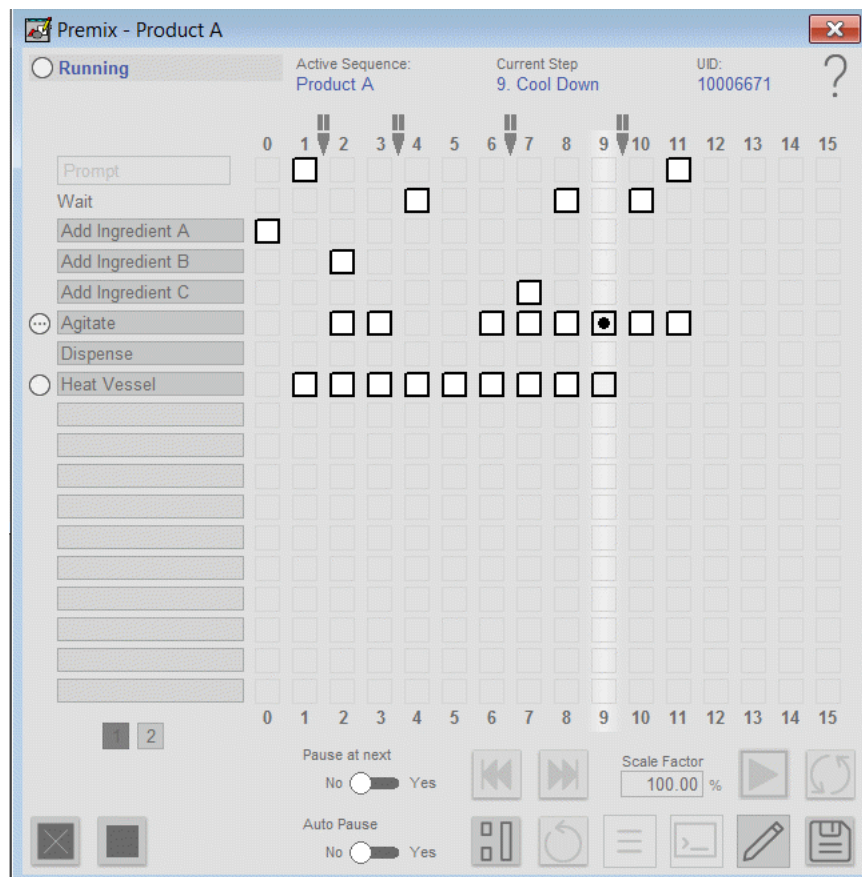 Premix - Product A
Running
Active Sequence:
Product A
Current Step
9. Cool Down
UID:
10006671
?
0 1 2 3 4 5 6 7 8 9 10 11 12 13 14 15
Prompt
Wait
Add Ingredient A
Add Ingredient B
Add Ingredient C
Agitate
Dispense
Heat Vessel
0 1 2 3 4 5 6 7 8 9 10 11 12 13 14 15
1 2
Pause at next
No Yes
Scale Factor
100.00 %
Auto Pause
No Yes